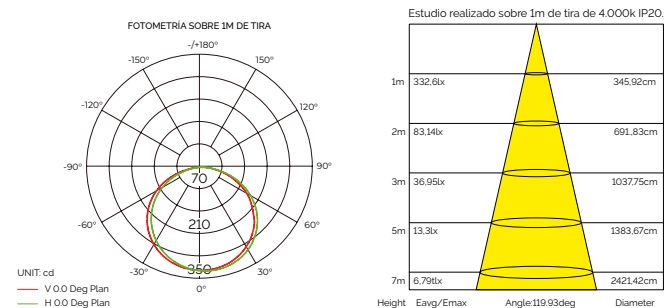 FOTOMETRÍA SOBRE 1M DE TIRA
-/+180°
-150°
150°
-120°
120°
-90°
90°
-60°
60°
-30°
30°
0°
70
210
350
UNIT: cd
V 0.0 Deg Plan
H 0.0 Deg Plan
Estudio realizado sobre 1m de tira de 4.000k IP20.
1m 332,6lx 345,92cm
2m 83,14lx 691,83cm
3m 36,95lx 1037,75cm
5m 13,3lx 1383,67cm
7m 6,79tlx 2421,42cm
Height Eavg/Emax Angle:119.93deg Diameter